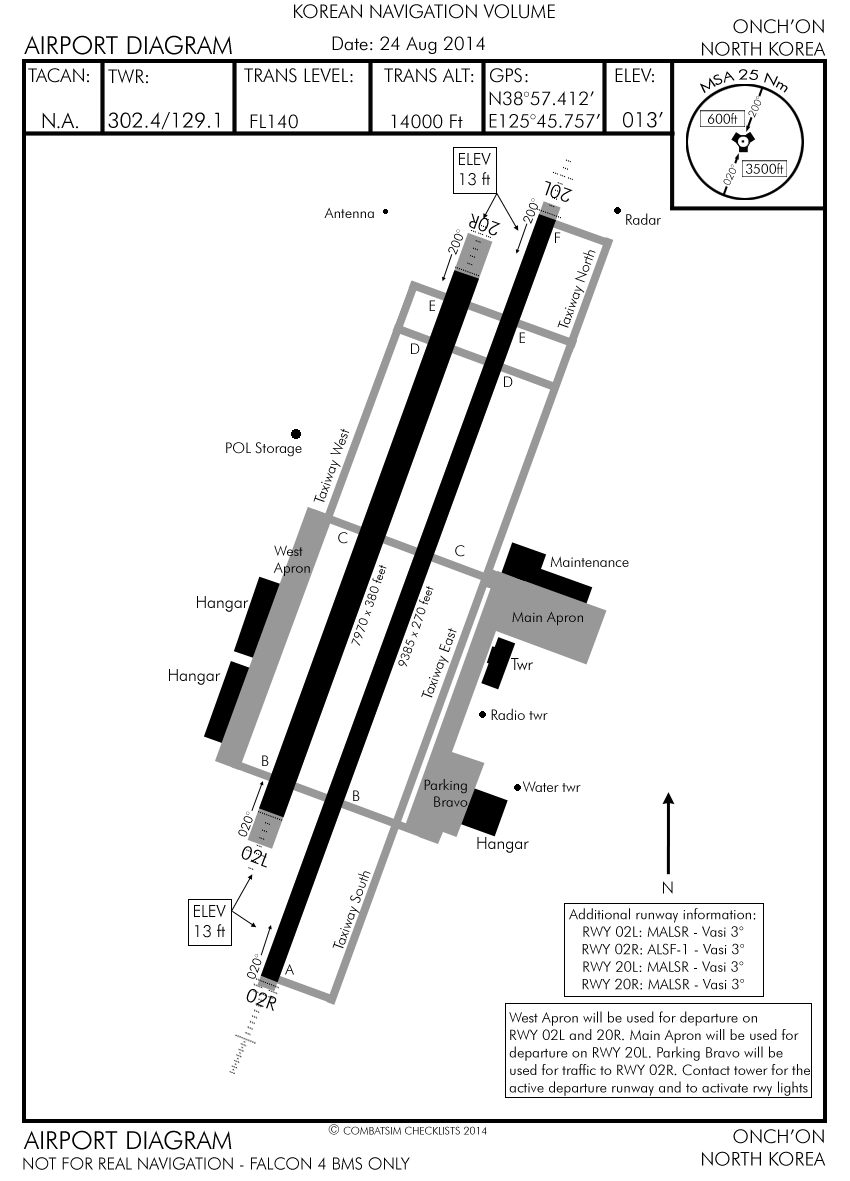 KOREAN NAVIGATION VOLUME
AIRPORT DIAGRAM
Date: 24 Aug 2014
ONCH'ON
NORTH KOREA
TACAN:
N.A.
TWR:
302.4/129.1
TRANS LEVEL:
FL140
TRANS ALT:
14000 Ft
GPS:
N38°57.412'
E125°45.757'
ELEV:
013'
MSA 25 Nm
200°
600ft
3500ft
020°
ELEV
13 ft
20L
20R
200°
200°
Antenna
Radar
F
Taxiway North
E
E
D
D
POL Storage
Taxiway West
C
C
West
Apron
Maintenance
Hangar
7970 x 380 feet
9385 x 270 feet
Main Apron
Taxiway East
Twr
Hangar
Radio twr
B
B
Parking
Bravo
Water twr
Hangar
020°
02L
N
Taxiway South
ELEV
13 ft
020°
A
02R
Additional runway information:
RWY 02L: MALSR - Vasi 3°
RWY 02R: ALSF-1 - Vasi 3°
RWY 20L: MALSR - Vasi 3°
RWY 20R: MALSR - Vasi 3°
West Apron will be used for departure on
RWY 02L and 20R. Main Apron will be used for
departure on RWY 20L. Parking Bravo will be
used for traffic to RWY 02R. Contact tower for the
active departure runway and to activate rwy lights
© COMBATSIM CHECKLISTS 2014
AIRPORT DIAGRAM
NOT FOR REAL NAVIGATION - FALCON 4 BMS ONLY
ONCH'ON
NORTH KOREA